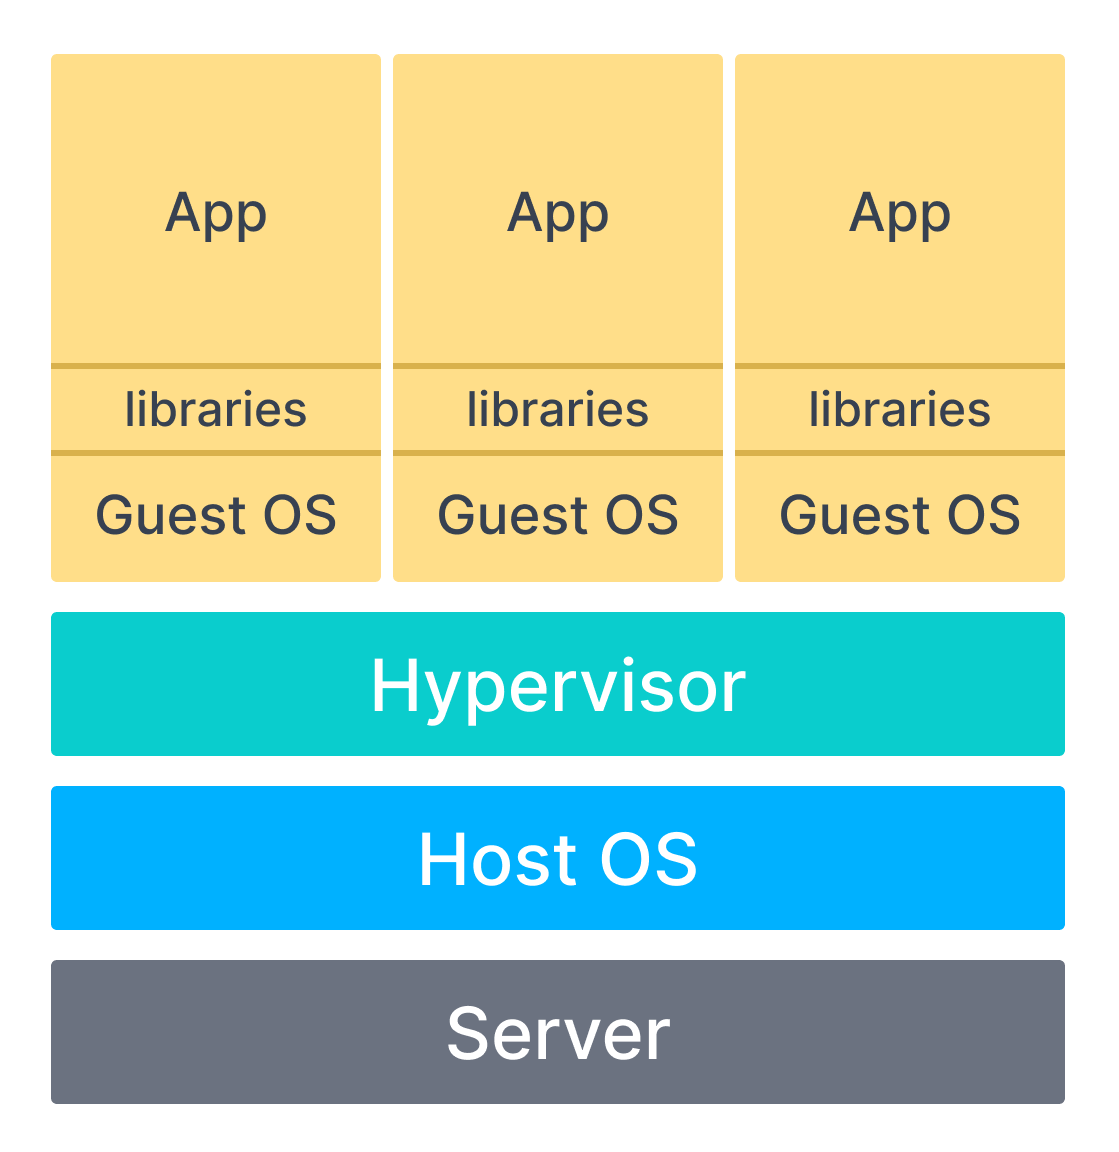 App App App
libraries libraries libraries
Guest OS Guest OS Guest OS
Hypervisor
Host OS
Server